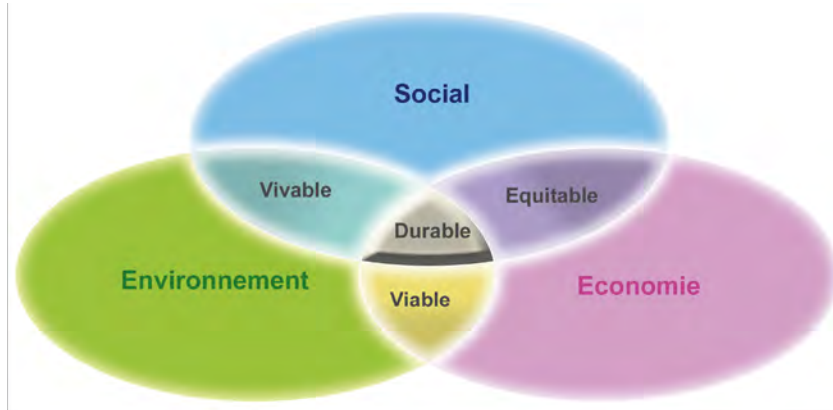 Social
Vivable
Equitable
Durable
Environnement
Economie
Viable